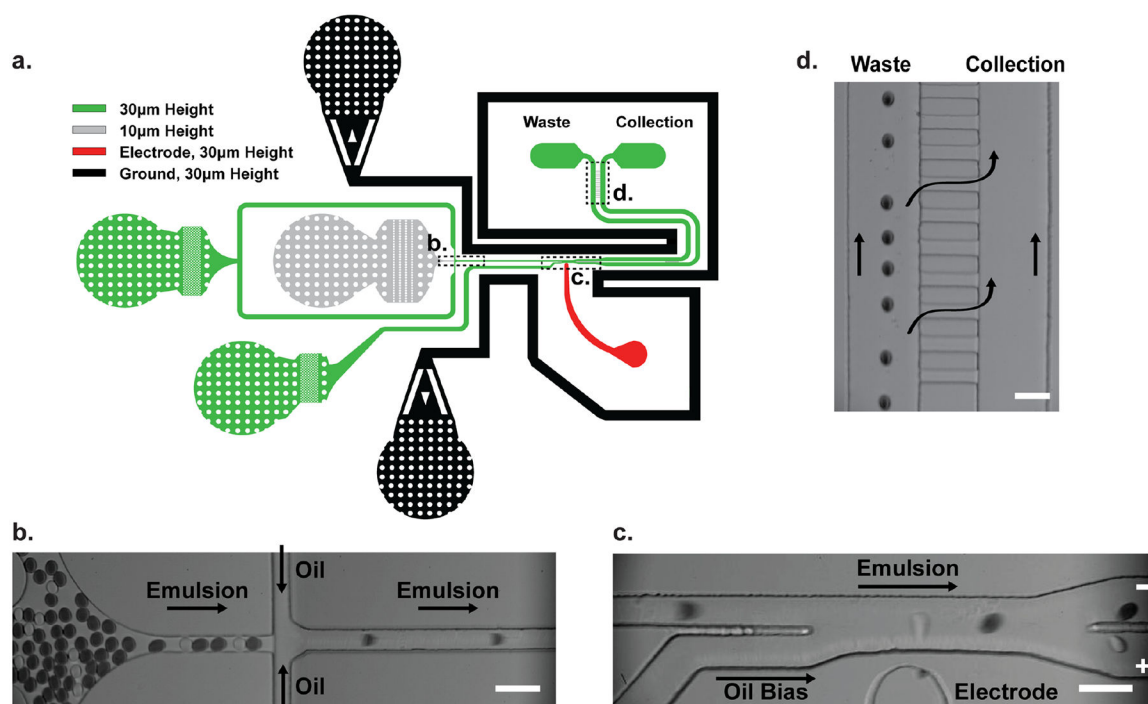 a.
30μm Height
10μm Height
Electrode, 30μm Height
Ground, 30μm Height
Waste
Collection
d.
b.
c.
d.
Waste
Collection
b.
Emulsion
Oil
Emulsion
Oil
c.
Emulsion
Oil Bias
Electrode
-
+